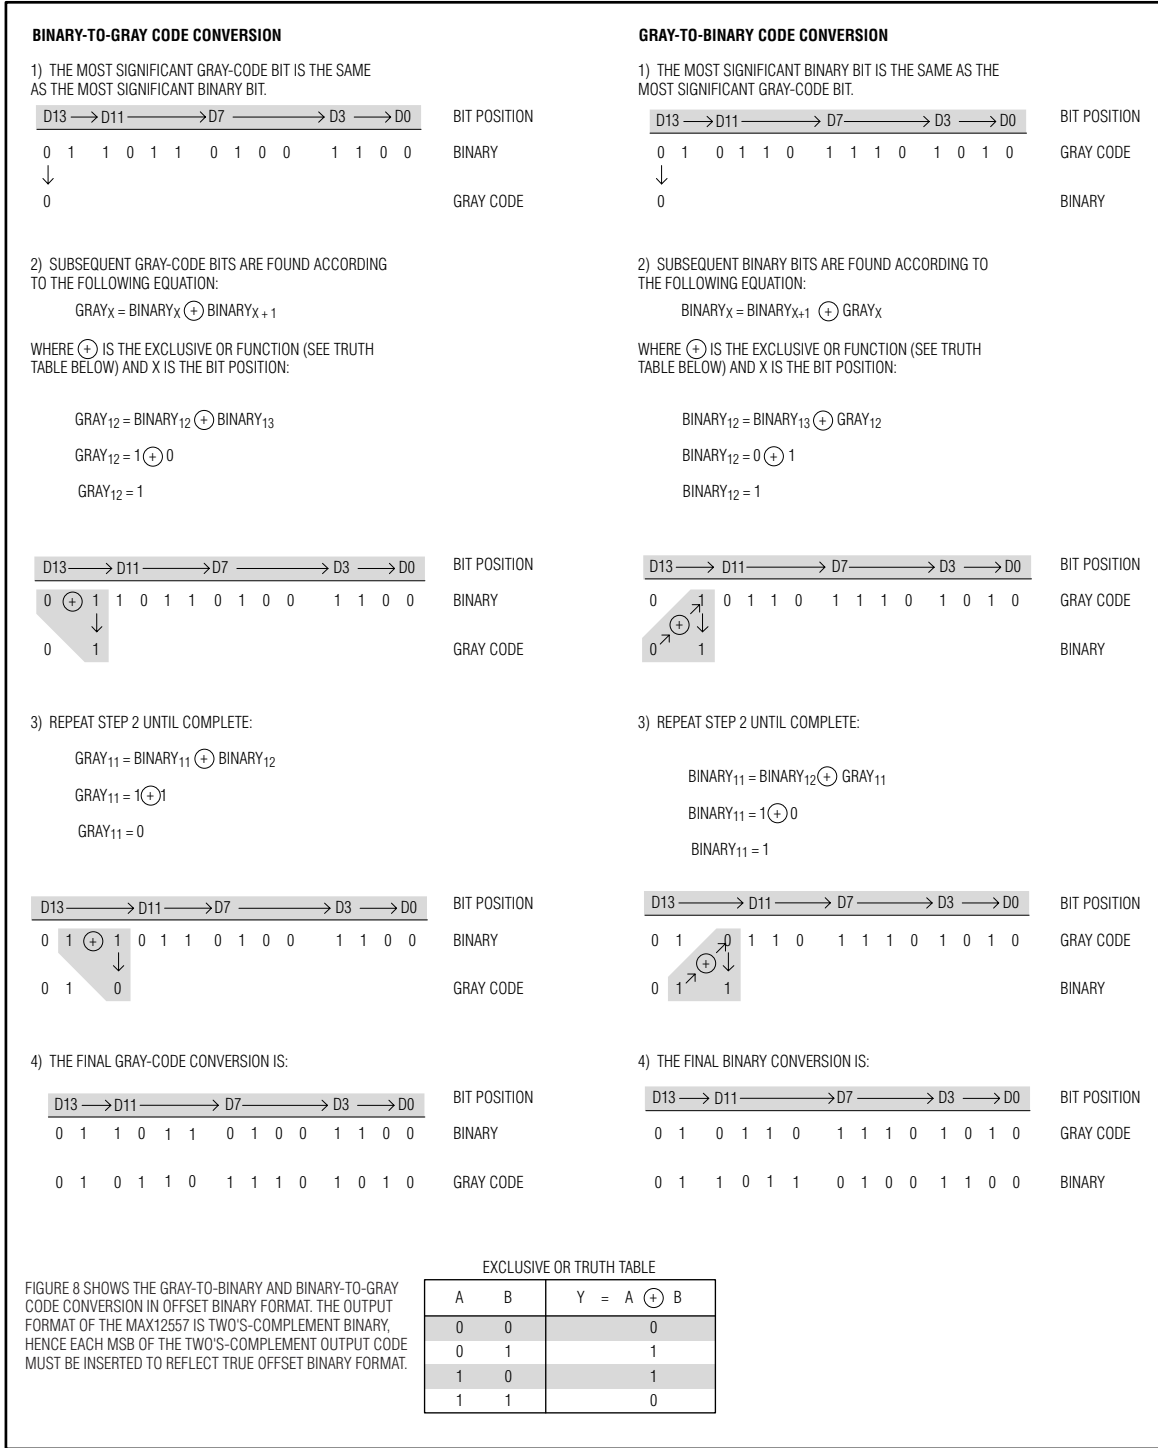 BINARY-TO-GRAY CODE CONVERSION
1) THE MOST SIGNIFICANT GRAY-CODE BIT IS THE SAME
AS THE MOST SIGNIFICANT BINARY BIT.
D13 → D11 → D7 → D3 → D0 BIT POSITION
0 1 1 0 1 1 0 1 0 0 1 1 0 0 BINARY
↓
0 GRAY CODE
2) SUBSEQUENT GRAY-CODE BITS ARE FOUND ACCORDING
TO THE FOLLOWING EQUATION:
GRAYX = BINARYX ⊕ BINARYX + 1
WHERE ⊕ IS THE EXCLUSIVE OR FUNCTION (SEE TRUTH
TABLE BELOW) AND X IS THE BIT POSITION:
GRAY12 = BINARY12 ⊕ BINARY13
GRAY12 = 1 ⊕ 0
GRAY12 = 1
D13 → D11 → D7 → D3 → D0 BIT POSITION
0 ⊕ 1 1 0 1 1 0 1 0 0 1 1 0 0 BINARY
↓
0 1 GRAY CODE
3) REPEAT STEP 2 UNTIL COMPLETE:
GRAY11 = BINARY11 ⊕ BINARY12
GRAY11 = 1 ⊕ 1
GRAY11 = 0
D13 → D11 → D7 → D3 → D0 BIT POSITION
0 1 ⊕ 1 0 1 1 0 1 0 0 1 1 0 0 BINARY
↓
0 1 0 GRAY CODE
4) THE FINAL GRAY-CODE CONVERSION IS:
D13 → D11 → D7 → D3 → D0 BIT POSITION
0 1 1 0 1 1 0 1 0 0 1 1 0 0 BINARY
0 1 0 1 1 0 1 1 1 0 1 0 1 0 GRAY CODE
GRAY-TO-BINARY CODE CONVERSION
1) THE MOST SIGNIFICANT BINARY BIT IS THE SAME AS THE
MOST SIGNIFICANT GRAY-CODE BIT.
D13 → D11 → D7 → D3 → D0 BIT POSITION
0 1 0 1 1 0 1 1 1 0 1 0 1 0 GRAY CODE
↓
0 BINARY
2) SUBSEQUENT BINARY BITS ARE FOUND ACCORDING TO
THE FOLLOWING EQUATION:
BINARYX = BINARYX+1 ⊕ GRAYX
WHERE ⊕ IS THE EXCLUSIVE OR FUNCTION (SEE TRUTH
TABLE BELOW) AND X IS THE BIT POSITION:
BINARY12 = BINARY13 ⊕ GRAY12
BINARY12 = 0 ⊕ 1
BINARY12 = 1
D13 → D11 → D7 → D3 → D0 BIT POSITION
0 1 0 1 1 0 1 1 1 0 1 0 1 0 GRAY CODE
↗ ⊕ ↗ ↓
0 1 BINARY
3) REPEAT STEP 2 UNTIL COMPLETE:
BINARY11 = BINARY12 ⊕ GRAY11
BINARY11 = 1 ⊕ 0
BINARY11 = 1
D13 → D11 → D7 → D3 → D0 BIT POSITION
0 1 0 1 1 0 1 1 1 0 1 0 1 0 GRAY CODE
↗ ⊕ ↗ ↓
0 1 1 BINARY
4) THE FINAL BINARY CONVERSION IS:
D13 → D11 → D7 → D3 → D0 BIT POSITION
0 1 0 1 1 0 1 1 1 0 1 0 1 0 GRAY CODE
0 1 1 0 1 1 0 1 0 0 1 1 0 0 BINARY
FIGURE 8 SHOWS THE GRAY-TO-BINARY AND BINARY-TO-GRAY
CODE CONVERSION IN OFFSET BINARY FORMAT. THE OUTPUT
FORMAT OF THE MAX12557 IS TWO'S-COMPLEMENT BINARY,
HENCE EACH MSB OF THE TWO'S-COMPLEMENT OUTPUT CODE
MUST BE INSERTED TO REFLECT TRUE OFFSET BINARY FORMAT.
EXCLUSIVE OR TRUTH TABLE
A B Y = A ⊕ B
0 0 0
0 1 1
1 0 1
1 1 0